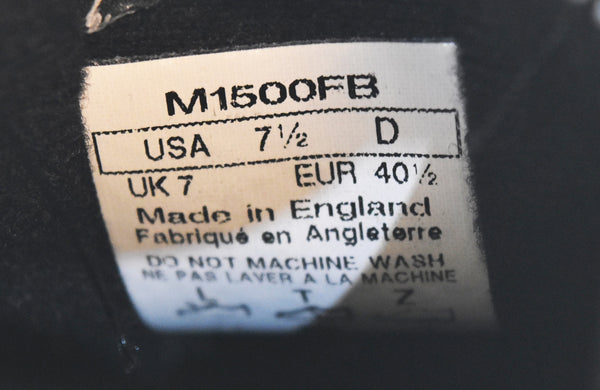 M1500FB
USA 7½ D
UK 7 EUR 40½
Made in England
Fabriqué en Angleterre
DO NOT MACHINE WASH
NE PAS LAVER A LA MACHINE